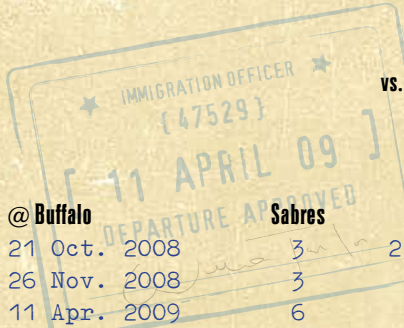 IMMIGRATION OFFICER
vs.
{47529}
[ 11 APRIL 09 ]
DEPARTURE APPROVED
@ Buffalo Sabres
21 Oct. 2008 3 2
26 Nov. 2008 3
11 Apr. 2009 6